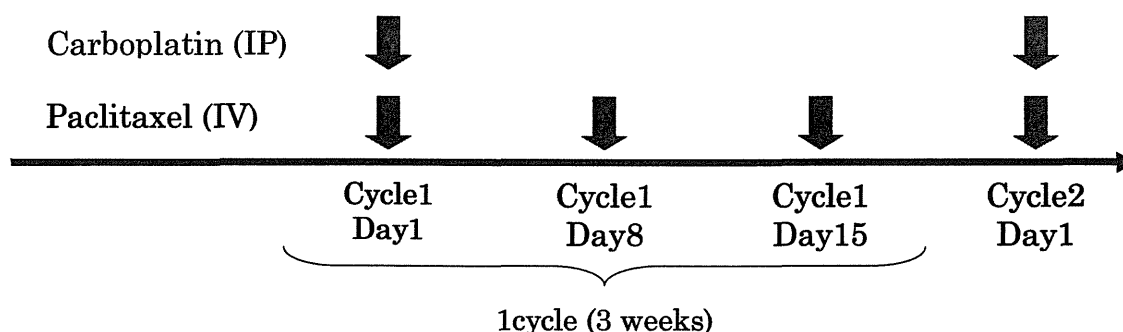 Carboplatin (IP)
Paclitaxel (IV)
Cycle1
Day1
Cycle1
Day8
Cycle1
Day15
Cycle2
Day1
1cycle (3 weeks)